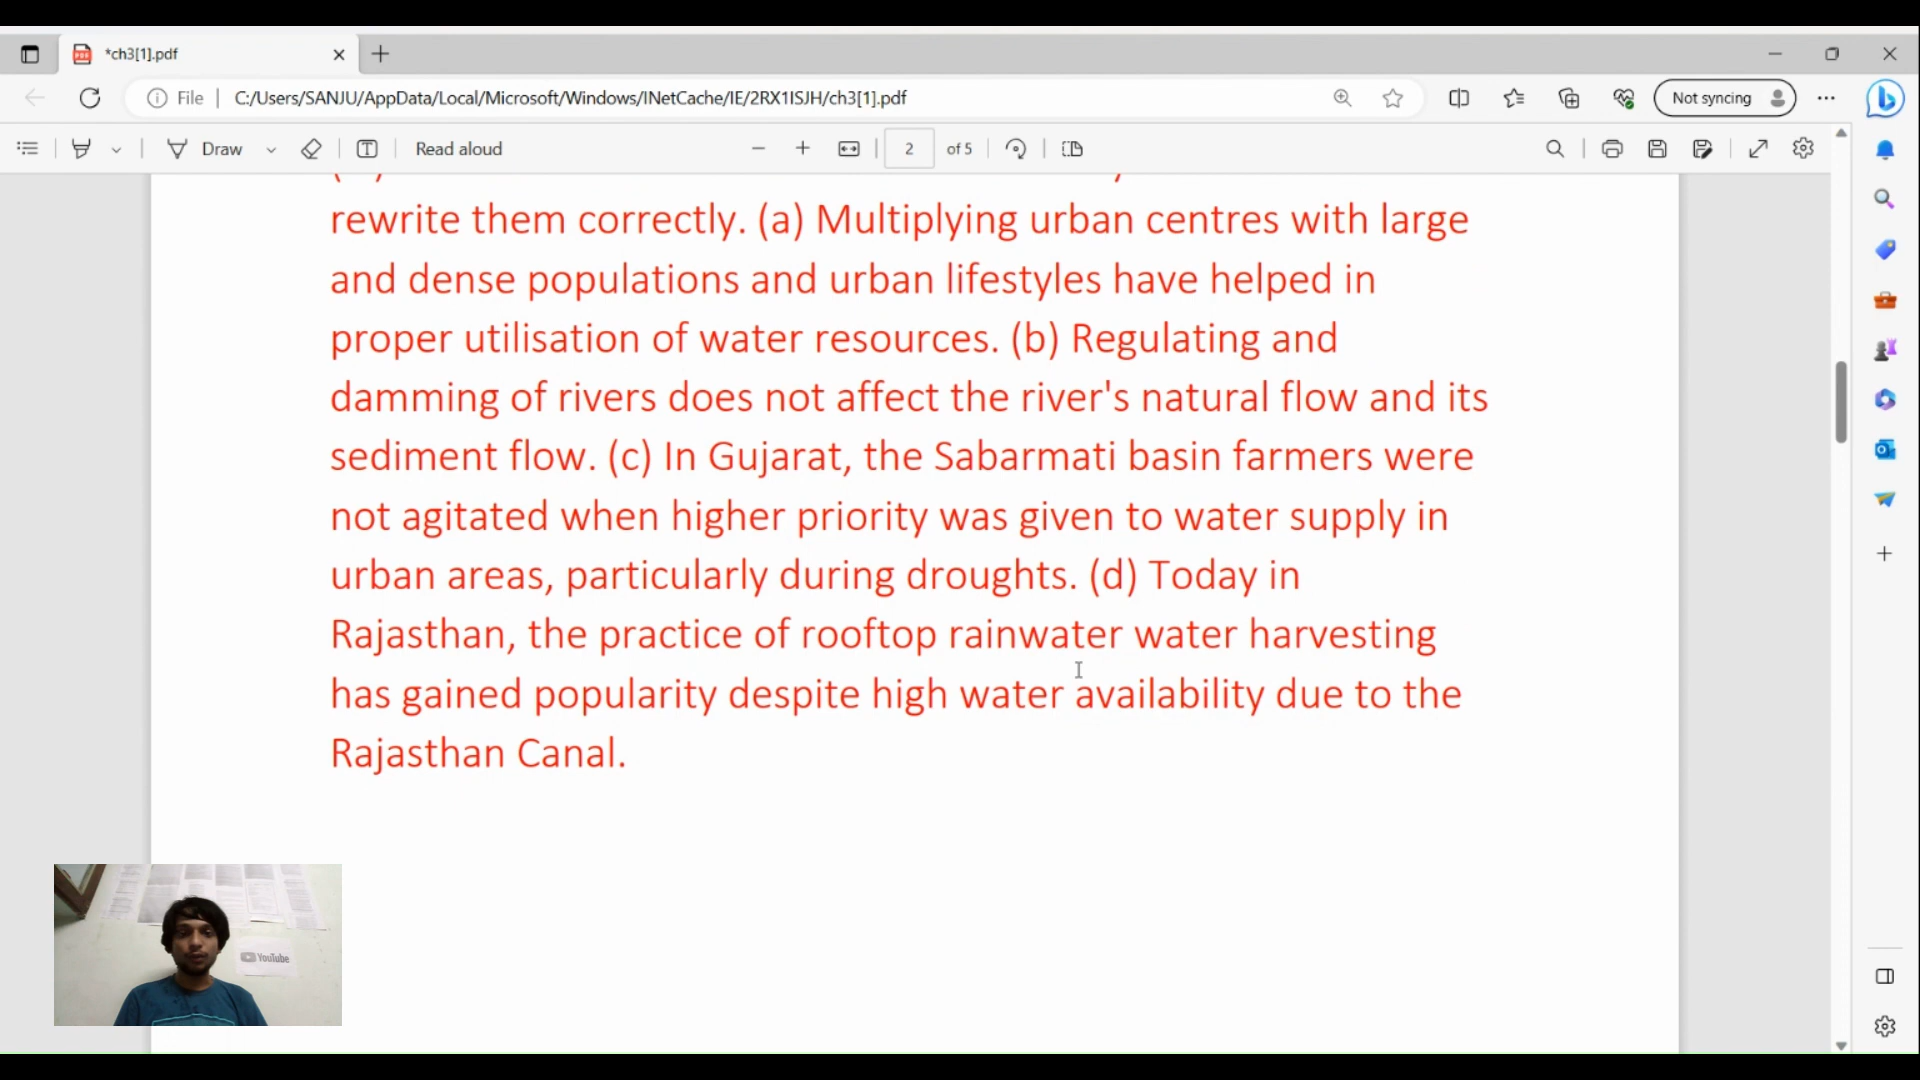 *ch3[1].pdf
File
C:/Users/SANJU/AppData/Local/Microsoft/Windows/INetCache/IE/2RX1ISJH/ch3[1].pdf
Not syncing
Draw
Read aloud
2
of 5
rewrite them correctly. (a) Multiplying urban centres with large
and dense populations and urban lifestyles have helped in
proper utilisation of water resources. (b) Regulating and
damming of rivers does not affect the river's natural flow and its
sediment flow. (c) In Gujarat, the Sabarmati basin farmers were
not agitated when higher priority was given to water supply in
urban areas, particularly during droughts. (d) Today in
Rajasthan, the practice of rooftop rainwater water harvesting
has gained popularity despite high water availability due to the
Rajasthan Canal.
YouTube